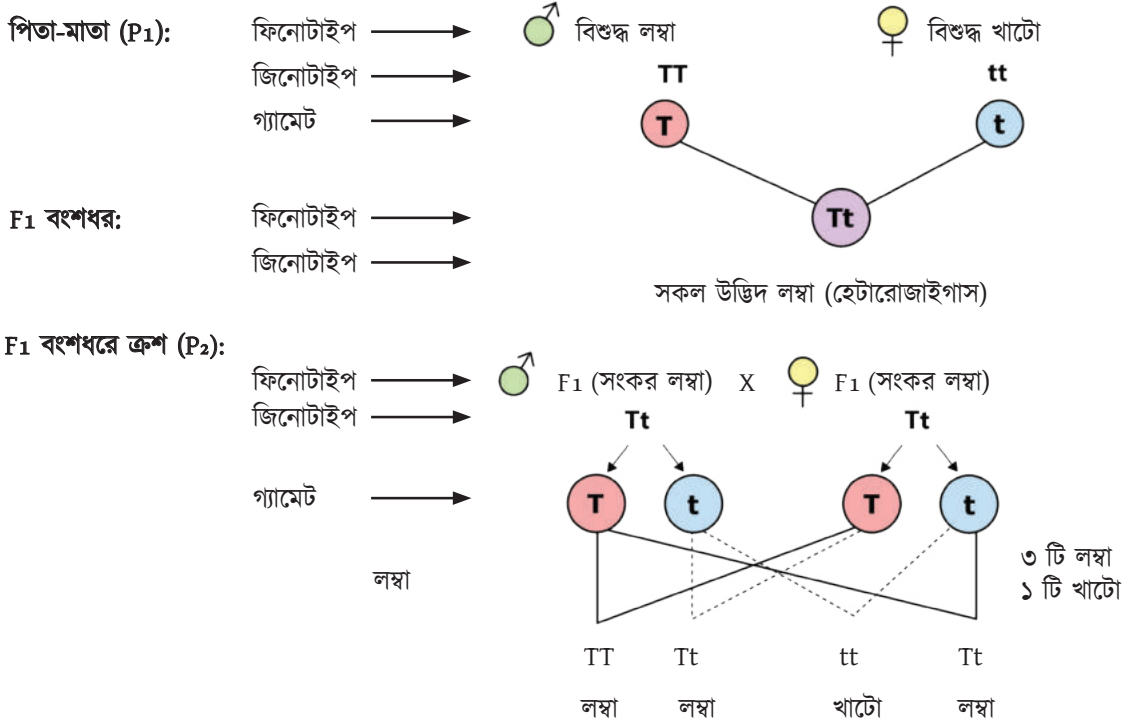 পিতা-মাতা (P1): ফিনোটাইপ বিশুদ্ধ লম্বা বিশুদ্ধ খাটো
জিনোটাইপ TT tt
গ্যামেট T t
F1 বংশধর: ফিনোটাইপ Tt
জিনোটাইপ
সকল উদ্ভিদ লম্বা (হেটারোজাইগাস)
F1 বংশধরে ক্রশ (P2):
ফিনোটাইপ F1 (সংকর লম্বা) X F1 (সংকর লম্বা)
জিনোটাইপ Tt Tt
গ্যামেট T t T t
৩ টি লম্বা
লম্বা ১ টি খাটো
TT Tt tt Tt
লম্বা লম্বা খাটো লম্বা